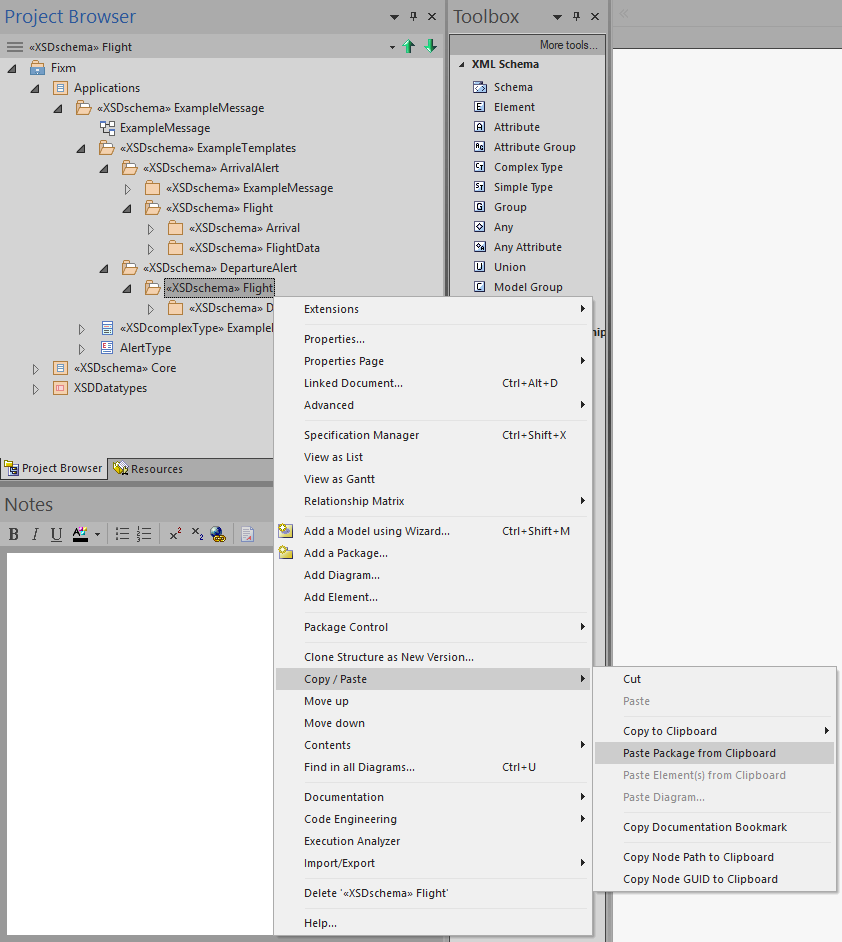 Project Browser
«XSDschema» Flight
Fixm
Applications
«XSDschema» ExampleMessage
ExampleMessage
«XSDschema» ExampleTemplates
«XSDschema» ArrivalAlert
«XSDschema» ExampleMessage
«XSDschema» Flight
«XSDschema» Arrival
«XSDschema» FlightData
«XSDschema» DepartureAlert
«XSDschema» Flight
«XSDschema» D
«XSDcomplexType» Example
AlertType
«XSDschema» Core
XSDDatatypes
Project Browser
Resources
Notes
B I U A x² x₂
Toolbox
More tools...
XML Schema
Schema
Element
Attribute
Attribute Group
Complex Type
Simple Type
Group
Any
Any Attribute
Union
Model Group
hip
Extensions
Properties...
Properties Page
Linked Document... Ctrl+Alt+D
Advanced
Specification Manager Ctrl+Shift+X
View as List
View as Gantt
Relationship Matrix
Add a Model using Wizard... Ctrl+Shift+M
Add a Package...
Add Diagram...
Add Element...
Package Control
Clone Structure as New Version...
Copy / Paste
Move up
Move down
Contents
Find in all Diagrams... Ctrl+U
Documentation
Code Engineering
Execution Analyzer
Import/Export
Delete '«XSDschema» Flight'
Help...
Cut
Paste
Copy to Clipboard
Paste Package from Clipboard
Paste Element(s) from Clipboard
Paste Diagram...
Copy Documentation Bookmark
Copy Node Path to Clipboard
Copy Node GUID to Clipboard